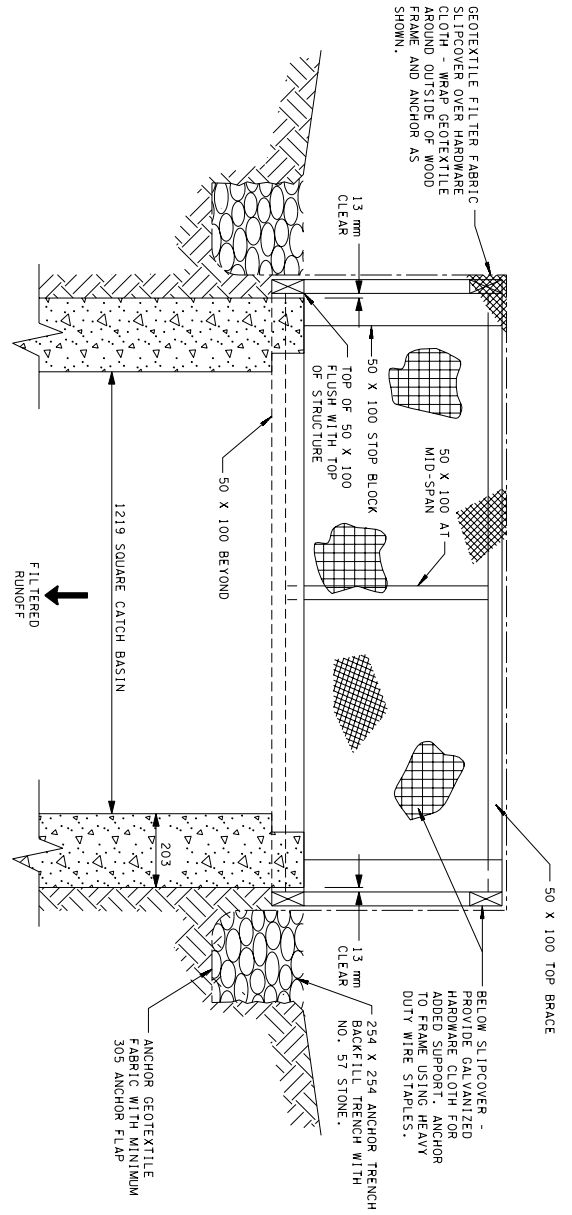 GEOTEXTILE FILTER FABRIC
SLIPCOVER OVER HARDWARE
CLOTH - WRAP GEOTEXTILE
AROUND OUTSIDE OF WOOD
FRAME AND ANCHOR AS
SHOWN.
13 mm
CLEAR
50 X 100 STOP BLOCK
TOP OF 50 X 100
FLUSH WITH TOP
OF STRUCTURE
50 X 100 AT
MID-SPAN
50 X 100 BEYOND
1219 SQUARE CATCH BASIN
FILTERED
RUNOFF
203
50 X 100 TOP BRACE
BELOW SLIPCOVER -
PROVIDE GALVANIZED
HARDWARE CLOTH FOR
ADDED SUPPORT. ANCHOR
TO FRAME USING HEAVY
DUTY WIRE STAPLES.
13 mm
CLEAR
254 X 254 ANCHOR TRENCH
BACKFILL TRENCH WITH
NO. 57 STONE.
ANCHOR GEOTEXTILE
FABRIC WITH MINIMUM
305 ANCHOR FLAP